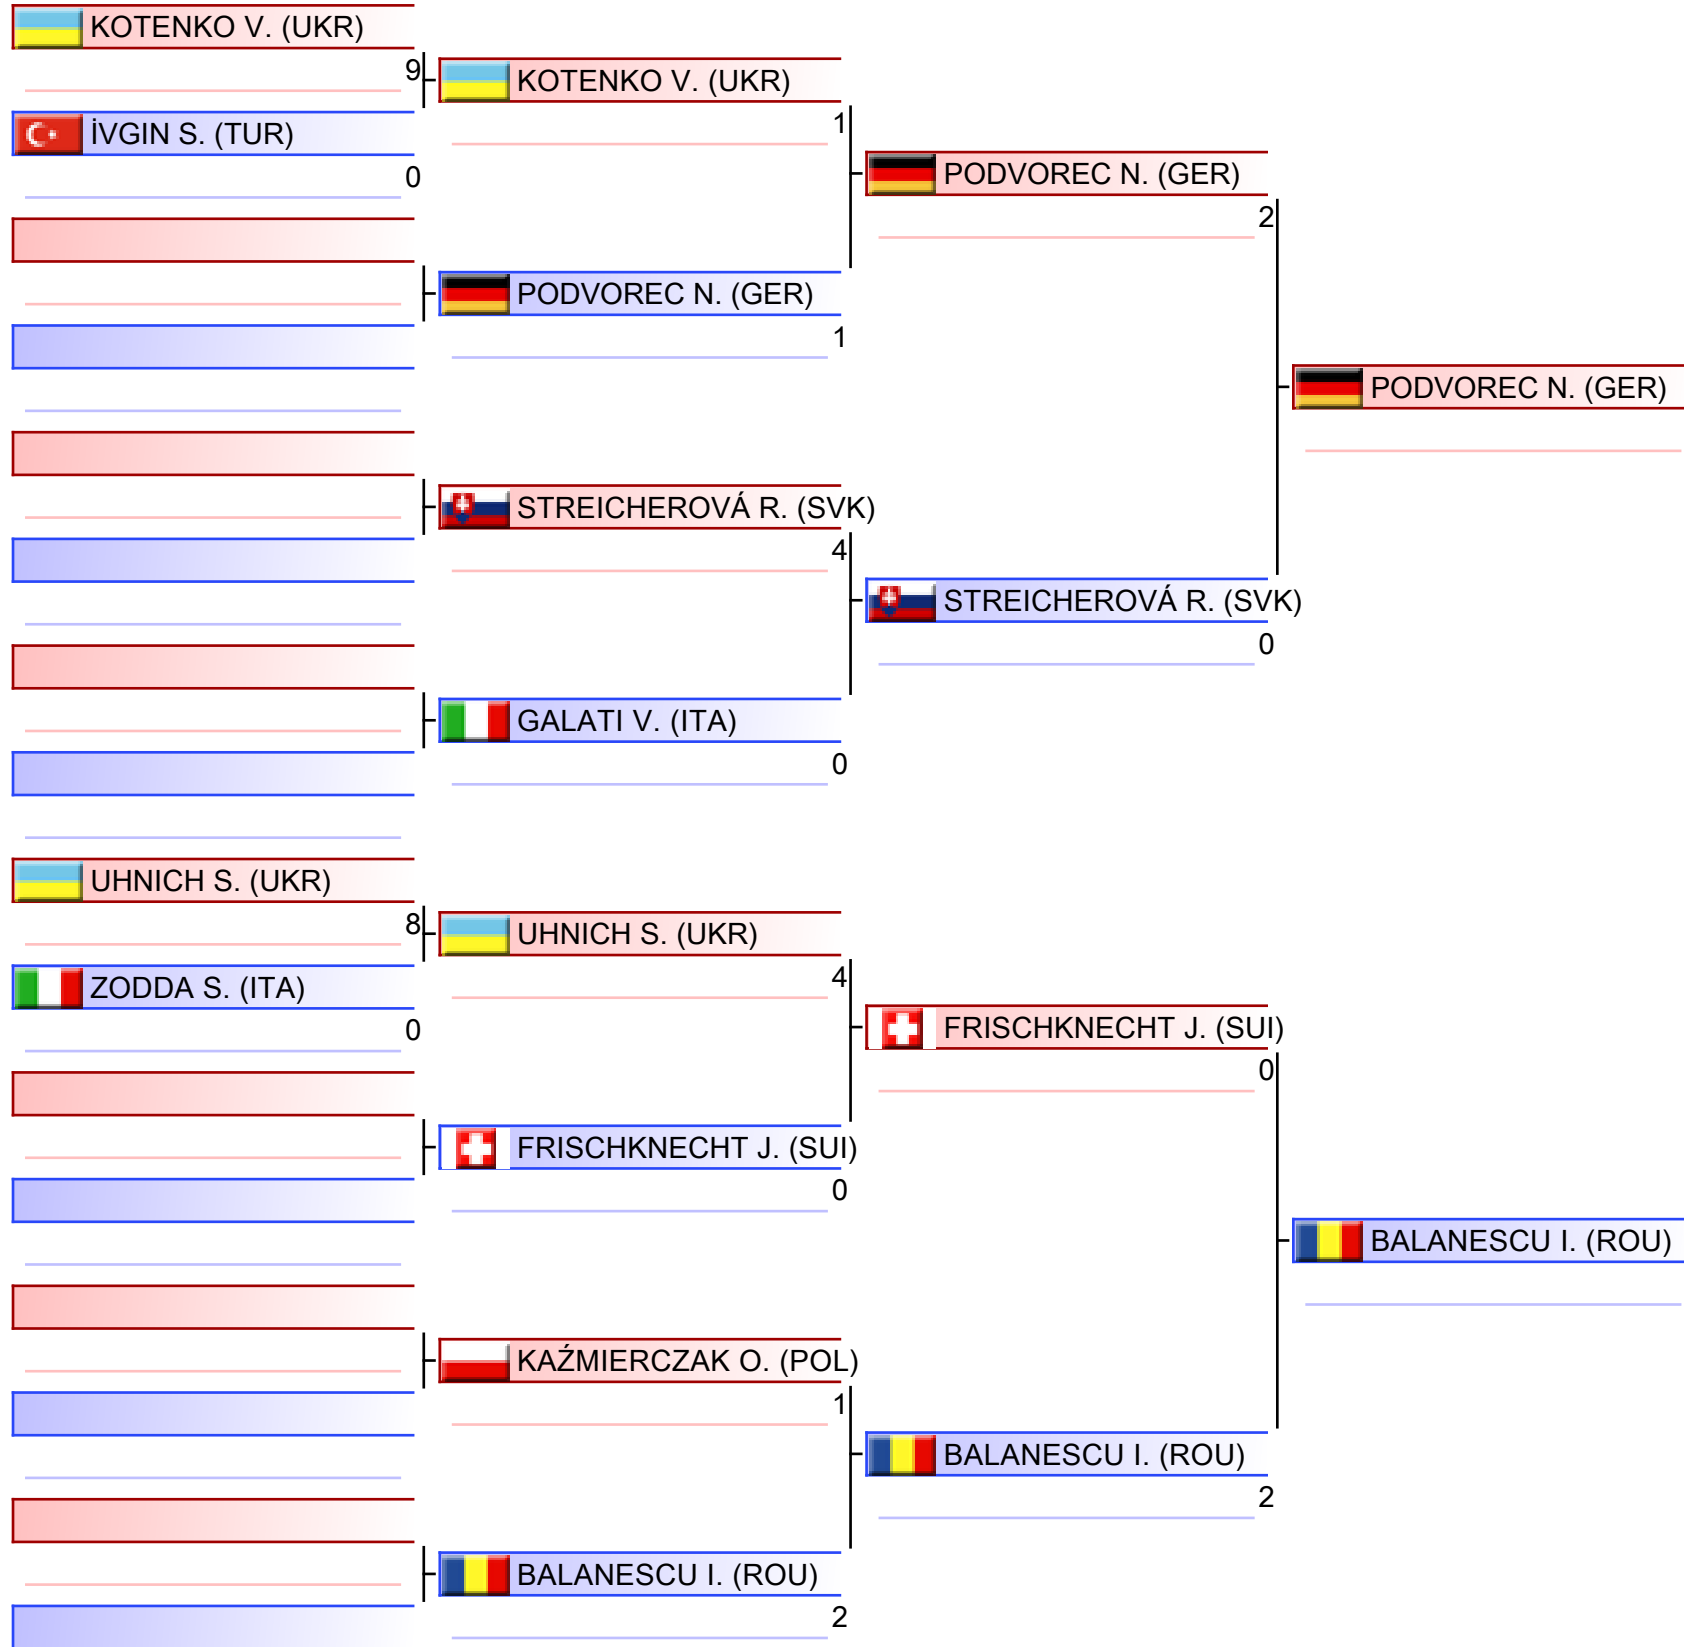 KOTENKO V. (UKR)
9
KOTENKO V. (UKR)
1
İVGIN S. (TUR)
0
PODVOREC N. (GER)
2
PODVOREC N. (GER)
1
PODVOREC N. (GER)
STREICHEROVÁ R. (SVK)
4
STREICHEROVÁ R. (SVK)
0
GALATI V. (ITA)
0
UHNICH S. (UKR)
8
UHNICH S. (UKR)
4
ZODDA S. (ITA)
0
FRISCHKNECHT J. (SUI)
0
FRISCHKNECHT J. (SUI)
0
BALANESCU I. (ROU)
KAŹMIERCZAK O. (POL)
1
BALANESCU I. (ROU)
2
BALANESCU I. (ROU)
2